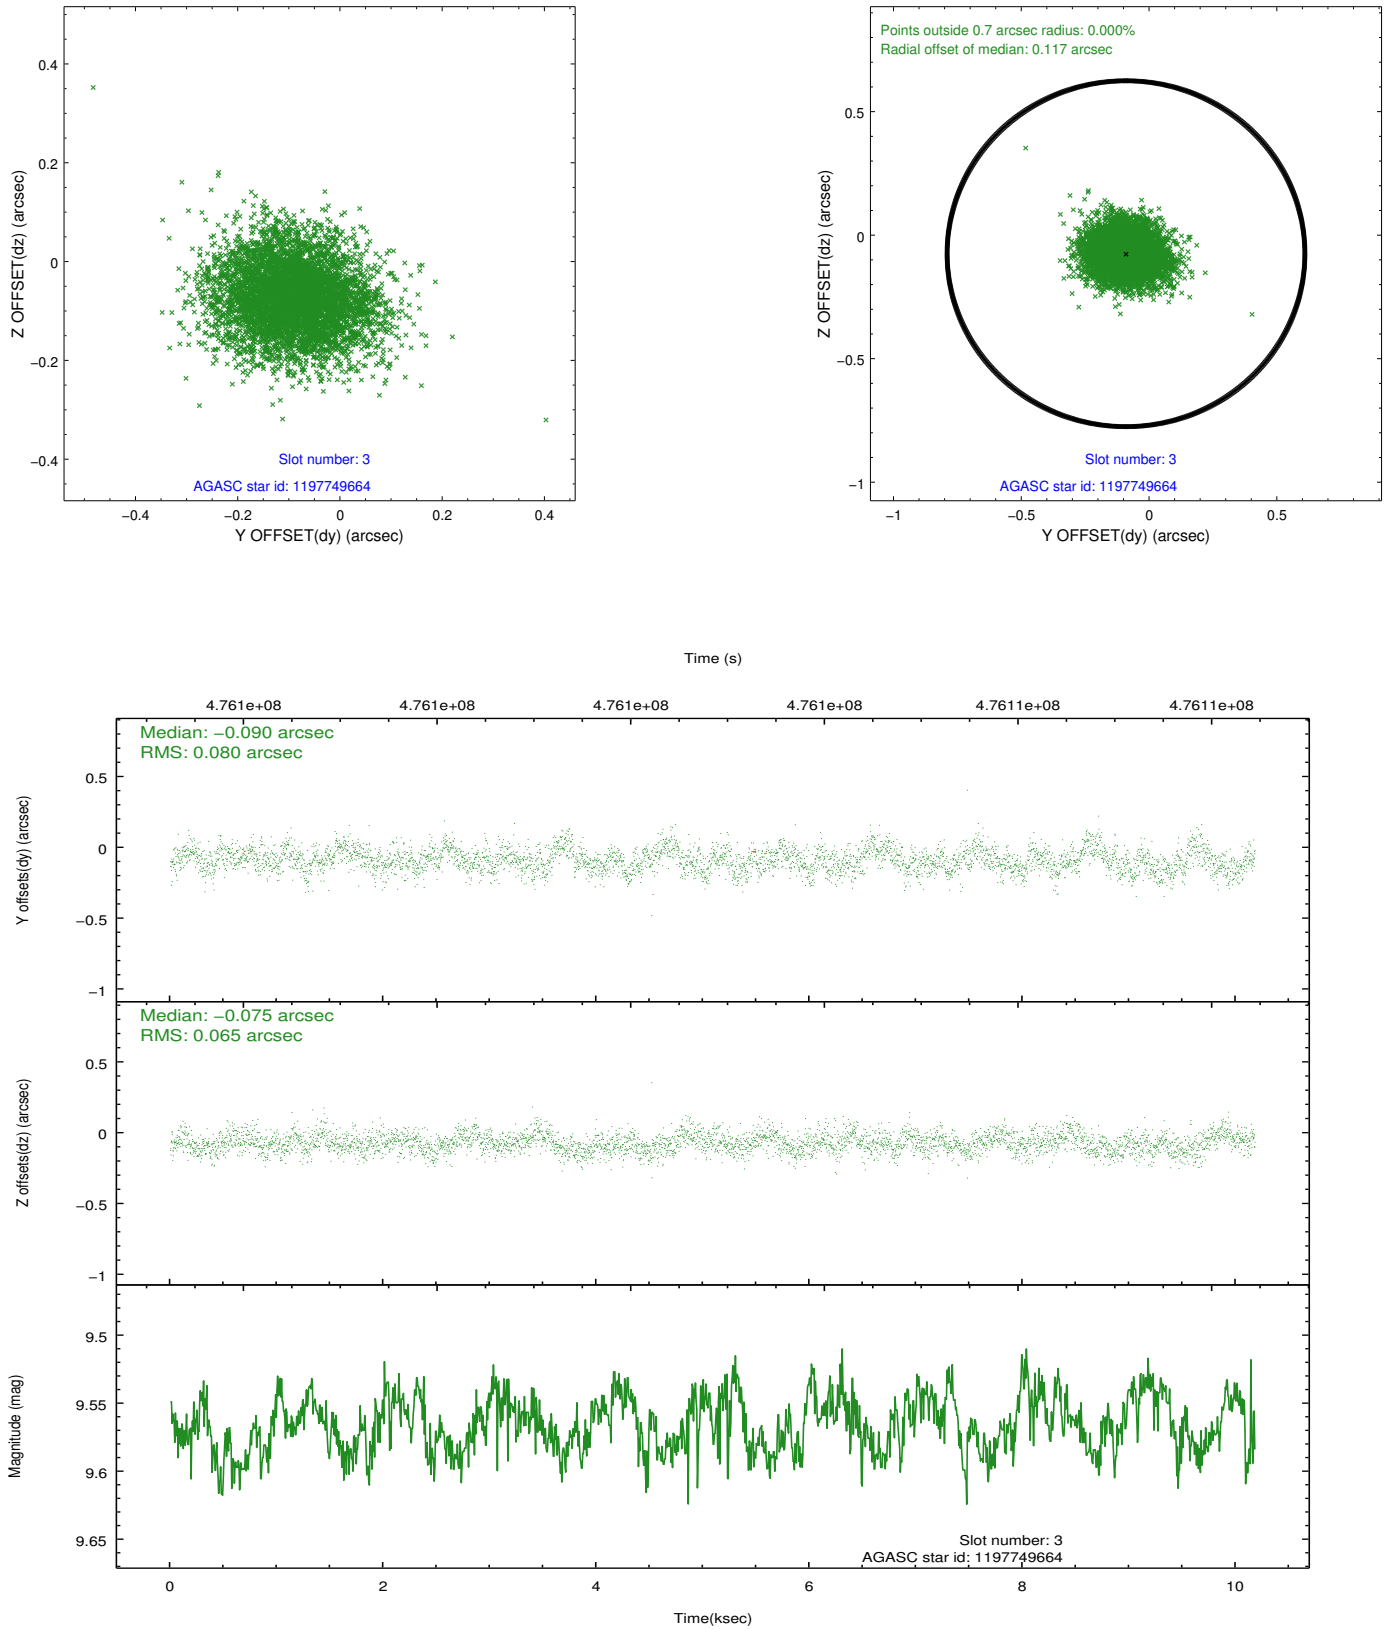 0.4
0.2
0
−0.2
−0.4
Z OFFSET(dz) (arcsec)
−0.4
−0.2
0
0.2
0.4
Y OFFSET(dy) (arcsec)
Slot number: 3
AGASC star id: 1197749664
Points outside 0.7 arcsec radius: 0.000%
Radial offset of median: 0.117 arcsec
0.5
0
−0.5
−1
Z OFFSET(dz) (arcsec)
−1
−0.5
0
0.5
Y OFFSET(dy) (arcsec)
Slot number: 3
AGASC star id: 1197749664
Time (s)
4.761e+08
4.761e+08
4.761e+08
4.761e+08
4.7611e+08
4.7611e+08
Median: −0.090 arcsec
RMS: 0.080 arcsec
0.5
0
−0.5
−1
Y offsets(dy) (arcsec)
Median: −0.075 arcsec
RMS: 0.065 arcsec
0.5
0
−0.5
−1
Z offsets(dz) (arcsec)
9.5
9.55
9.6
9.65
Magnitude (mag)
Slot number: 3
AGASC star id: 1197749664
0
2
4
6
8
10
Time(ksec)